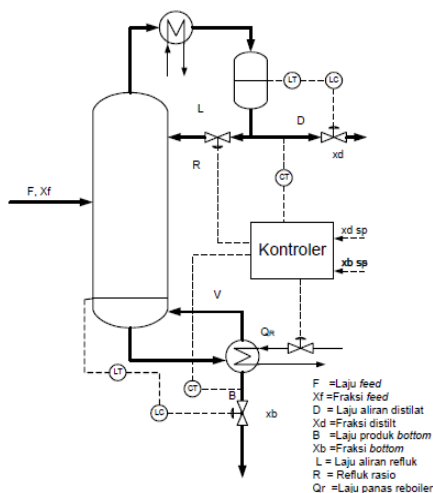 LT
LC
L
D
xd
R
CT
F, Xf
xd sp
Kontroler
xb sp
V
QR
LT
CT
B
LC
xb
F =Laju feed
Xf =Fraksi feed
D = Laju aliran distilat
Xd =Fraksi distilt
B =Laju produk bottom
Xb =Fraksi bottom
L = Laju aliran refluk
R = Refluk rasio
Qr =Laju panas reboiler